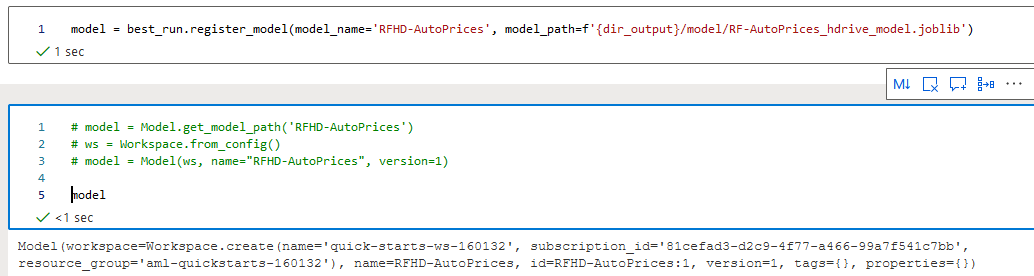 1 model = best_run.register_model(model_name='RFHD-AutoPrices', model_path=f'{dir_output}/model/RF-AutoPrices_hdrive_model.joblib')
1 sec
M↓
1 # model = Model.get_model_path('RFHD-AutoPrices')
2 # ws = Workspace.from_config()
3 # model = Model(ws, name="RFHD-AutoPrices", version=1)
4
5 model
<1 sec
Model(workspace=Workspace.create(name='quick-starts-ws-160132', subscription_id='81cefad3-d2c9-4f77-a466-99a7f541c7bb',
resource_group='aml-quickstarts-160132'), name=RFHD-AutoPrices, id=RFHD-AutoPrices:1, version=1, tags={}, properties={})